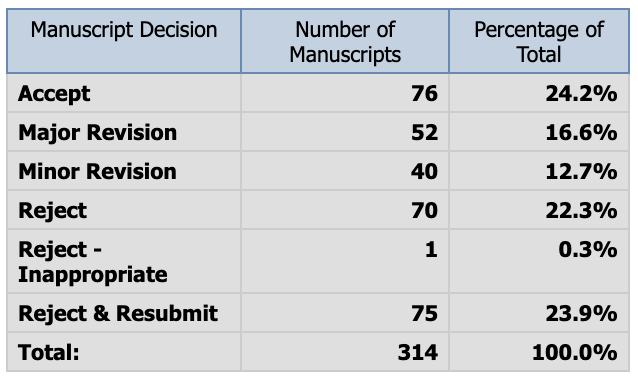 Manuscript Decision Number of Manuscripts Percentage of Total
Accept 76 24.2%
Major Revision 52 16.6%
Minor Revision 40 12.7%
Reject 70 22.3%
Reject - Inappropriate 1 0.3%
Reject & Resubmit 75 23.9%
Total: 314 100.0%